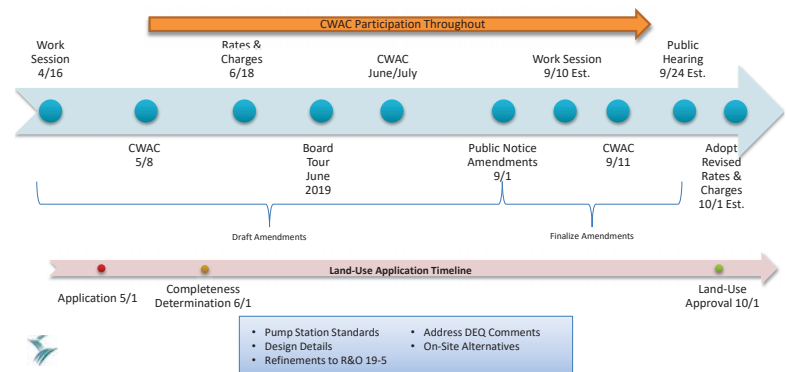 CWAC Participation Throughout
Work
Session
4/16
Rates &
Charges
6/18
CWAC
June/July
Work Session
9/10 Est.
Public
Hearing
9/24 Est.
CWAC
5/8
Board
Tour
June
2019
Public Notice
Amendments
9/1
CWAC
9/11
Adopt
Revised
Rates &
Charges
10/1 Est.
Draft Amendments
Finalize Amendments
Land-Use Application Timeline
Application 5/1
Completeness
Determination 6/1
Land-Use
Approval 10/1
• Pump Station Standards
• Design Details
• Refinements to R&O 19-5
• Address DEQ Comments
• On-Site Alternatives